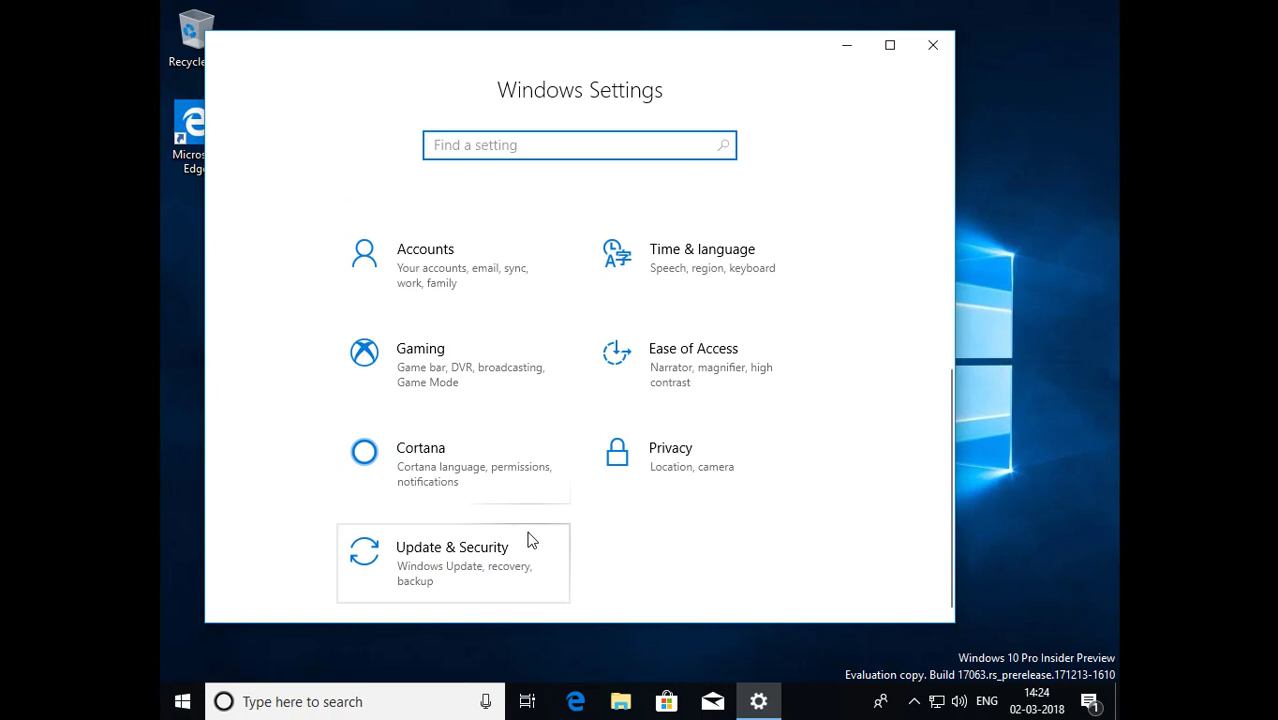 Recycle
Micros
Edg
Windows Settings
Find a setting
Accounts
Your accounts, email, sync,
work, family
Time & language
Speech, region, keyboard
Gaming
Game bar, DVR, broadcasting,
Game Mode
Ease of Access
Narrator, magnifier, high
contrast
Cortana
Cortana language, permissions,
notifications
Privacy
Location, camera
Update & Security
Windows Update, recovery,
backup
Windows 10 Pro Insider Preview
Evaluation copy. Build 17063.rs_prerelease.171213-1610
Type here to search
ENG
14:24
02-03-2018
1